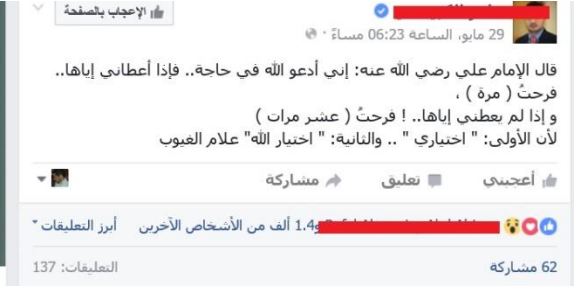 الإعجاب بالصفحة
29 مايو، الساعة 06:23 مساءً ·
قال الإمام علي رضي الله عنه: إني أدعو الله في حاجة.. فإذا أعطاني إياها..
فرحتُ ( مرة ) ،
و إذا لم يعطني إياها.. ! فرحتُ ( عشر مرات )
لأن الأولى: " اختياري " .. والثانية: " اختيار الله" علام الغيوب
أعجبني تعليق مشاركة
و1.4 ألف من الأشخاص الآخرين أبرز التعليقات
62 مشاركة التعليقات: 137